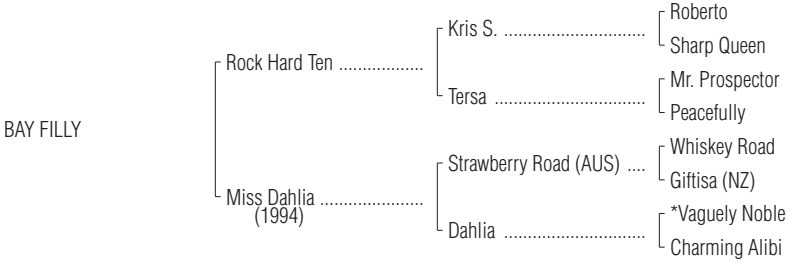 Roberto
Kris S. ..............................
Sharp Queen
Rock Hard Ten ..................
Mr. Prospector
Tersa ................................
Peacefully
BAY FILLY
Whiskey Road
Strawberry Road (AUS) ....
Giftisa (NZ)
Miss Dahlia ......................
(1994)
*Vaguely Noble
Dahlia ..............................
Charming Alibi